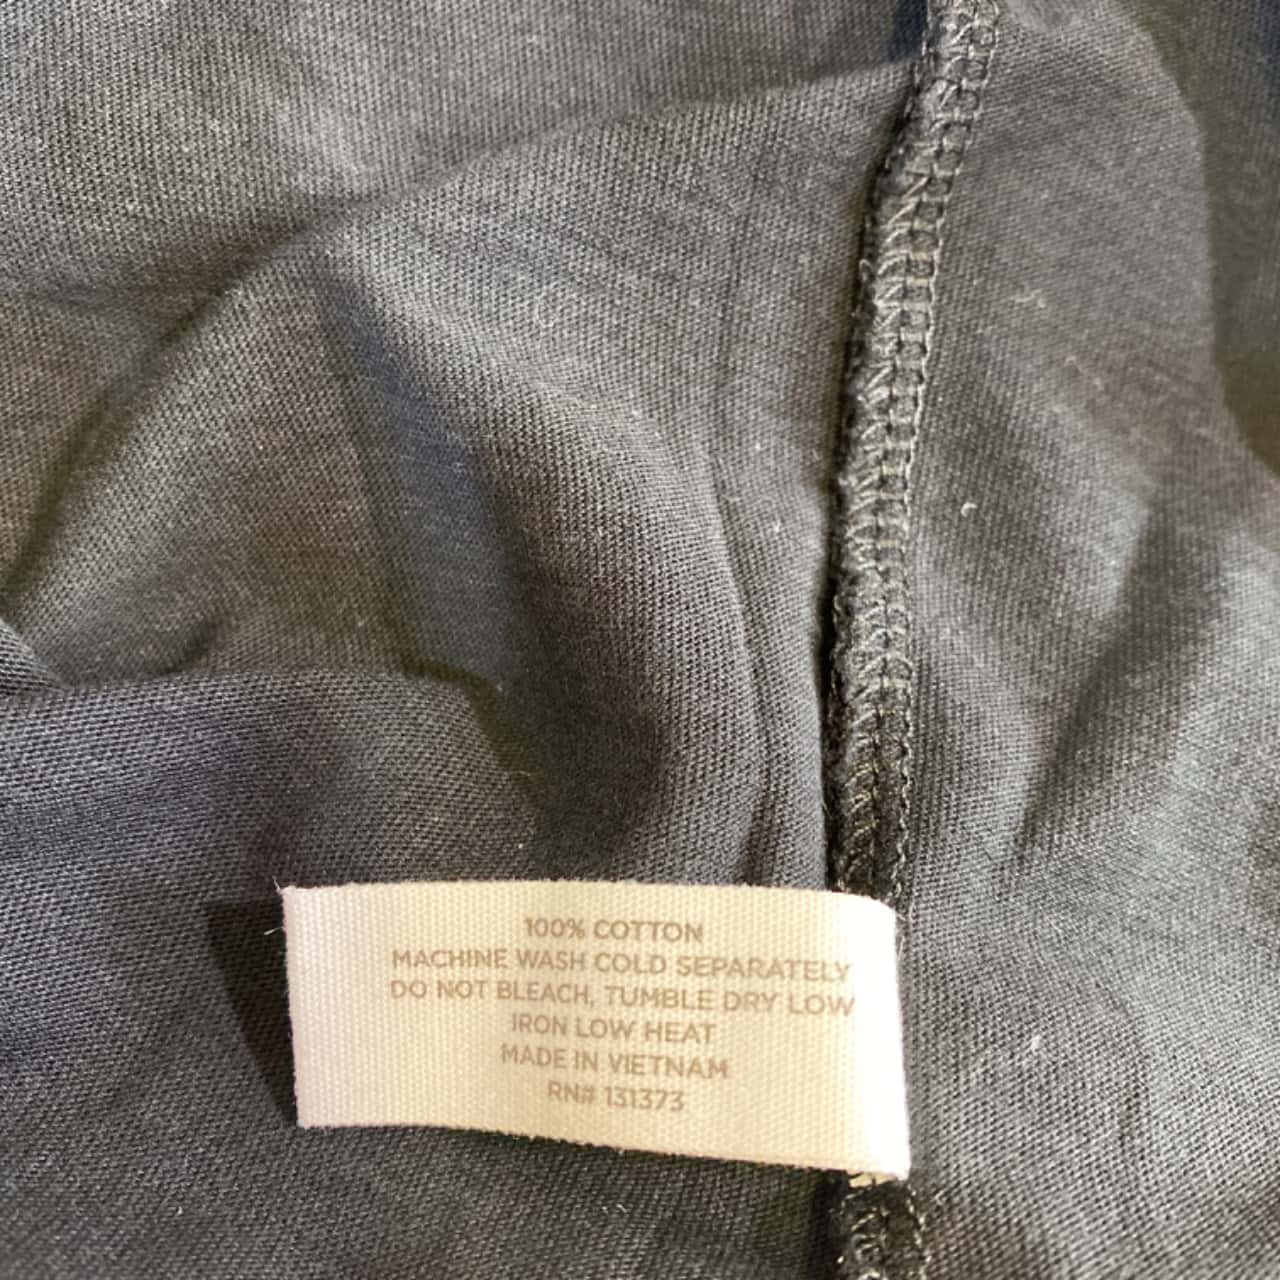 100% COTTON
MACHINE WASH COLD SEPARATELY
DO NOT BLEACH, TUMBLE DRY LOW
IRON LOW HEAT
MADE IN VIETNAM
RN# 131373